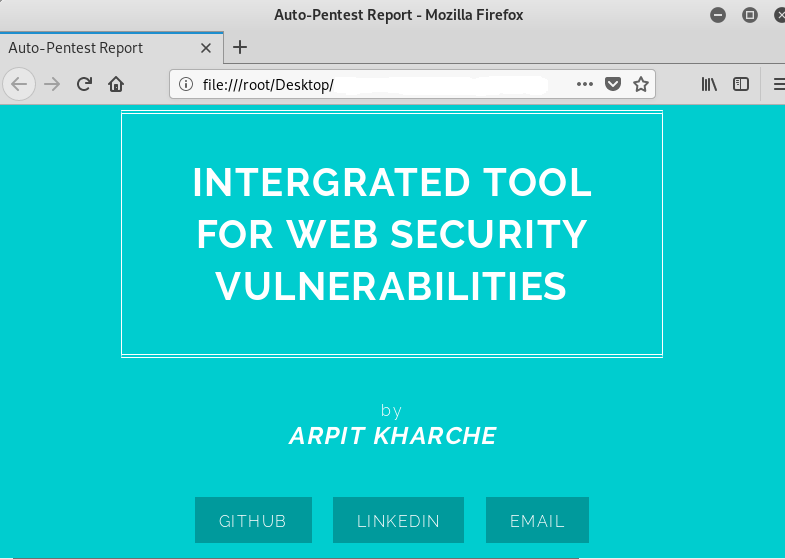 Auto-Pentest Report - Mozilla Firefox
Auto-Pentest Report
file:///root/Desktop/
INTERGRATED TOOL
FOR WEB SECURITY
VULNERABILITIES
by
ARPIT KHARCHE
GITHUB LINKEDIN EMAIL